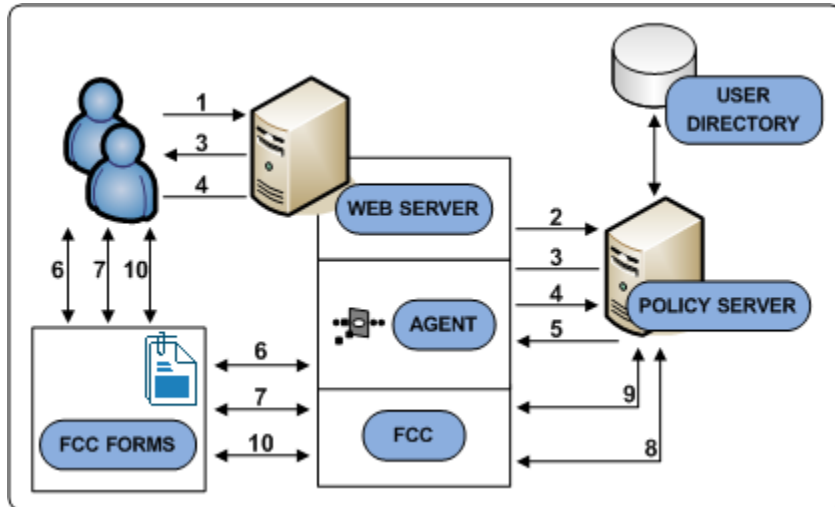 USER
DIRECTORY
1
3
4
WEB SERVER
2
3
4
5
POLICY SERVER
AGENT
6 7 10
6
7
10
FCC FORMS
FCC
9
8